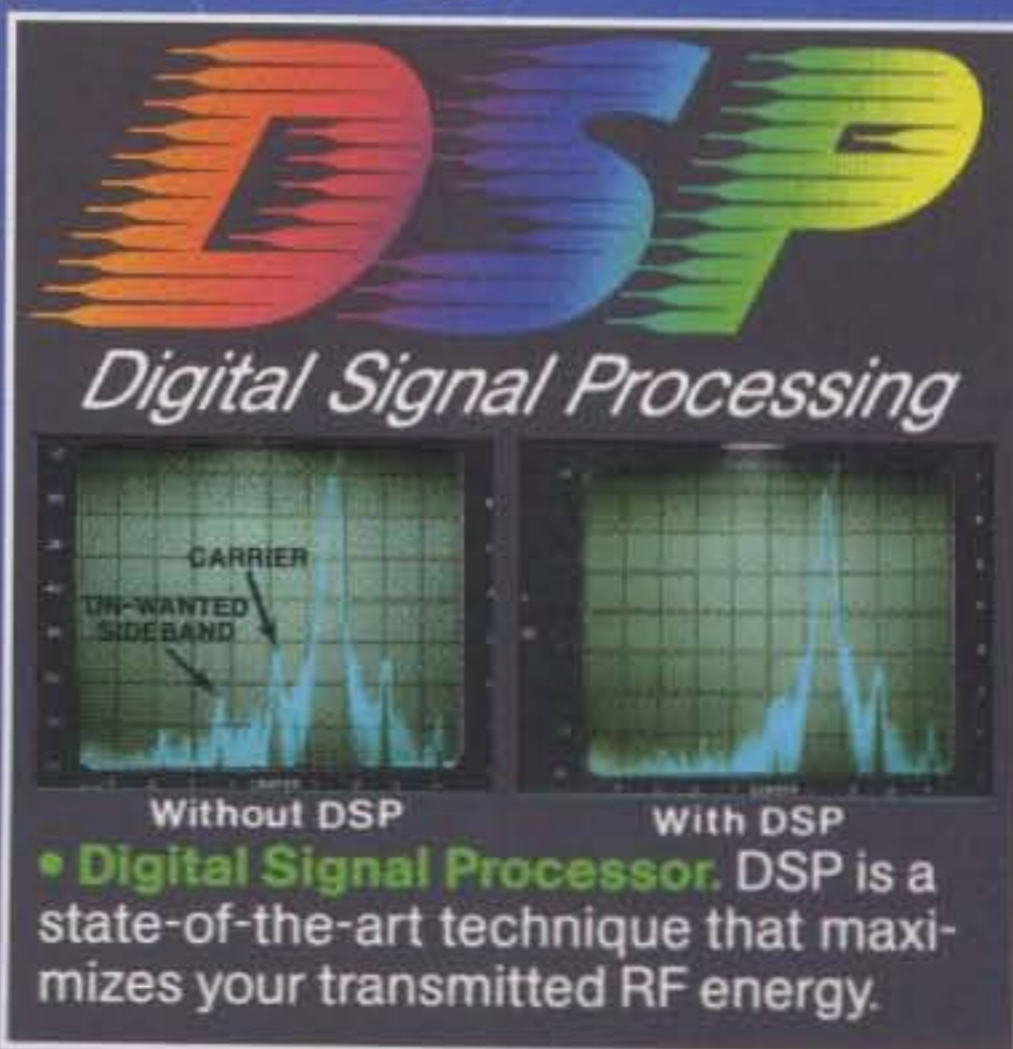 DSP
Digital Signal Processing
CARRIER
UN-WANTED
SIDEBAND
Without DSP
With DSP
• Digital Signal Processor. DSP is a
state-of-the-art technique that maxi-
mizes your transmitted RF energy.